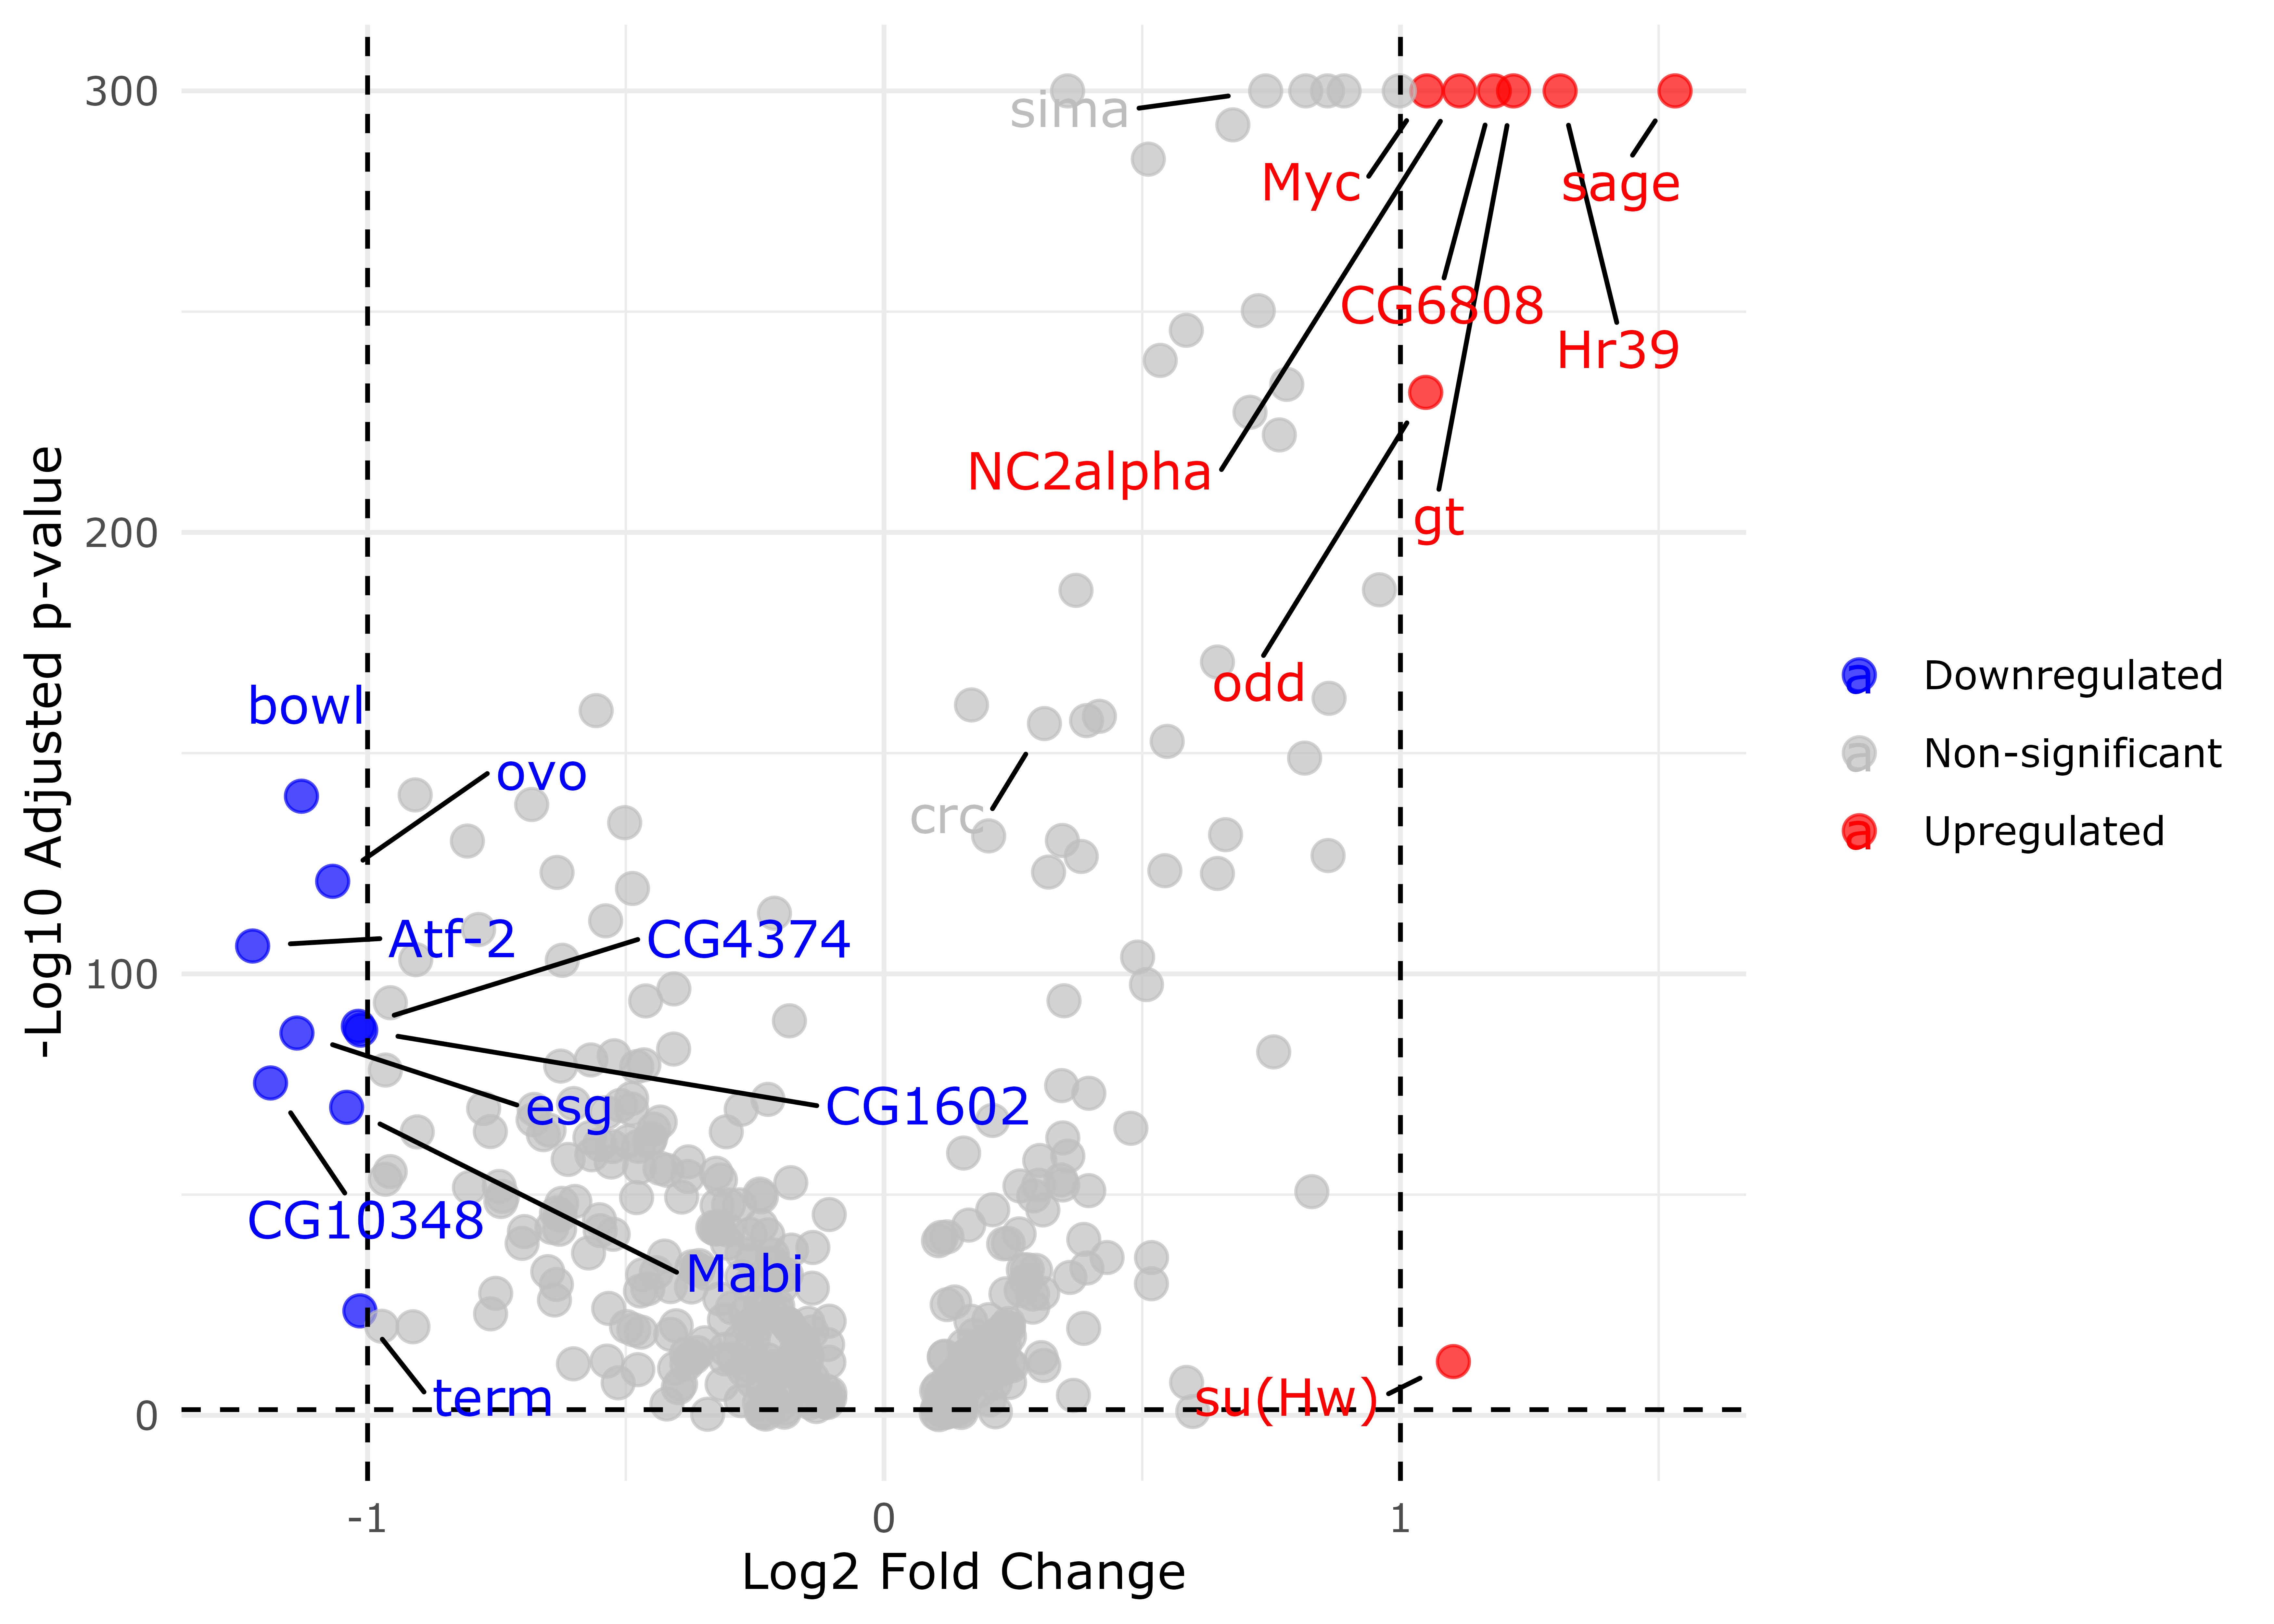 300
200
100
0
-Log10 Adjusted p-value
sima
Myc
sage
CG6808
Hr39
NC2alpha
gt
odd
bowl
ovo
crc
Atf-2
CG4374
esg
CG1602
CG10348
Mabi
term
su(Hw)
-1
0
1
Log2 Fold Change
a Downregulated
a Non-significant
a Upregulated